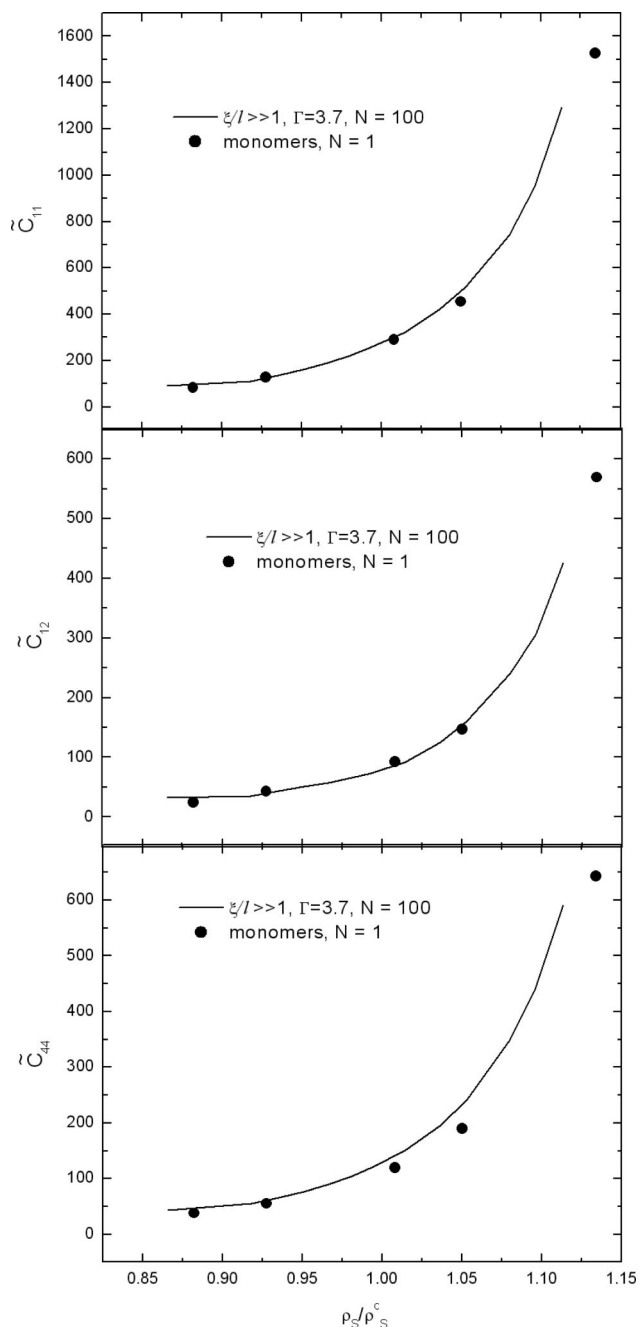 1600
1400
1200
1000
800
600
400
200
0
C̃₁₁
ξ/l >>1, Γ=3.7, N = 100
monomers, N = 1
600
500
400
300
200
100
0
C̃₁₂
ξ/l >>1, Γ=3.7, N = 100
monomers, N = 1
600
500
400
300
200
100
0
C̃₄₄
ξ/l >>1, Γ=3.7, N = 100
monomers, N = 1
0.85 0.90 0.95 1.00 1.05 1.10 1.15
ρ_S/ρ^c_S